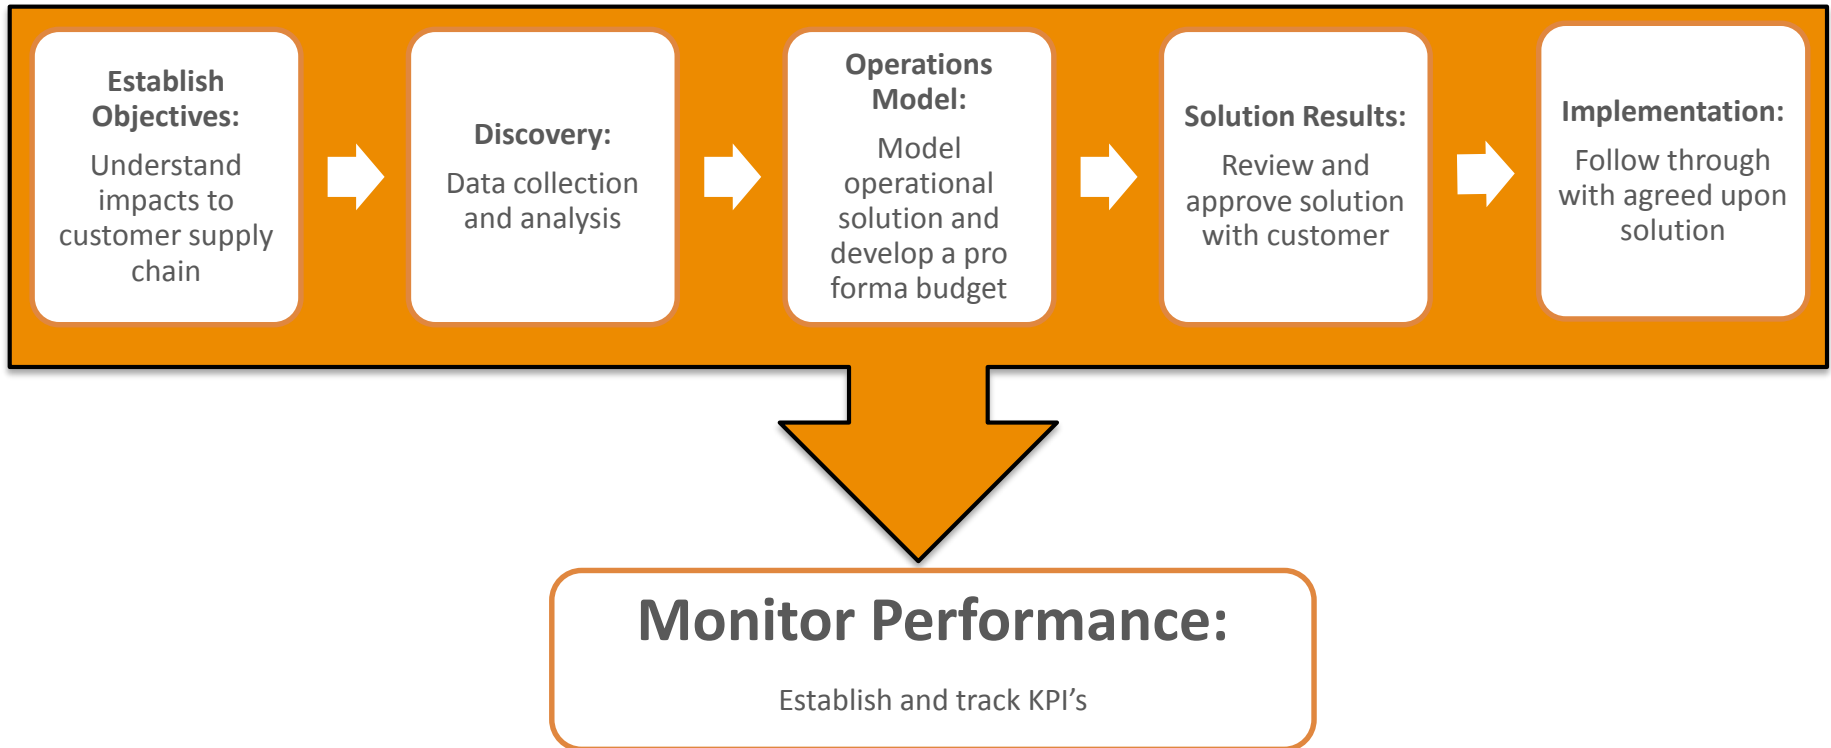 Establish
Objectives:
Understand
impacts to
customer supply
chain
Discovery:
Data collection
and analysis
Operations
Model:
Model
operational
solution and
develop a pro
forma budget
Solution Results:
Review and
approve solution
with customer
Implementation:
Follow through
with agreed upon
solution
Monitor Performance:
Establish and track KPI’s